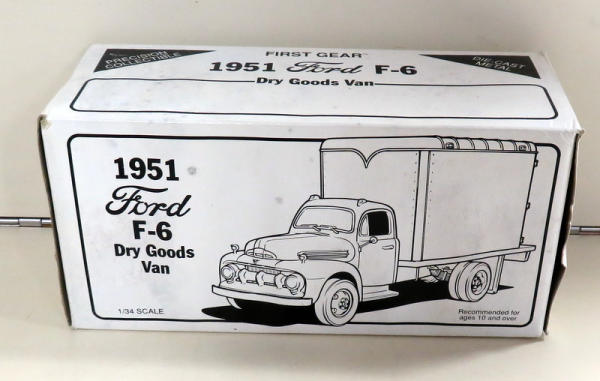 PRECISION
COLLECTIBLE
FIRST GEAR™
DIE-CAST
METAL
1951 Ford F-6
Dry Goods Van
1951
Ford
F-6
Dry Goods
Van
1/34 SCALE
Recommended for
ages 10 and over